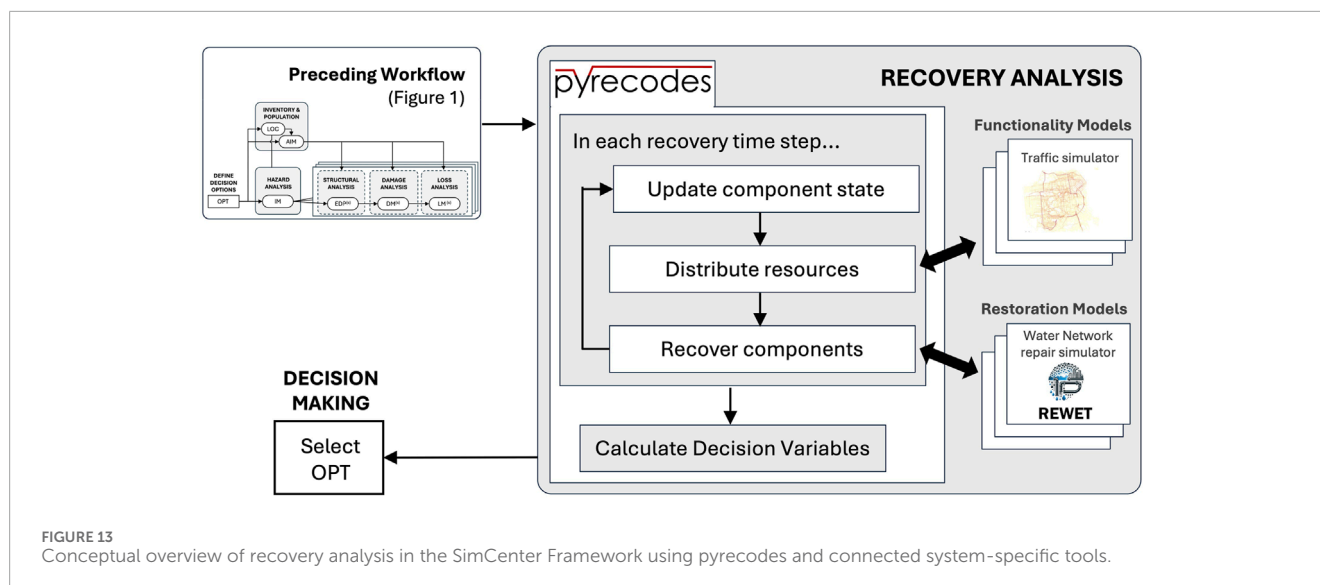 Preceding Workflow
(Figure 1)
INVENTORY &
POPULATION
LOC
AIM
DEFINE
DECISION
OPTIONS
OPT
HAZARD
ANALYSIS
IM
STRUCTURAL
ANALYSIS
DAMAGE
ANALYSIS
LOSS
ANALYSIS
pyrecodes
RECOVERY ANALYSIS
In each recovery time step...
Update component state
Distribute resources
Recover components
Calculate Decision Variables
Functionality Models
Traffic simulator
Restoration Models
Water Network
repair simulator
REWET
DECISION
MAKING
Select
OPT
FIGURE 13
Conceptual overview of recovery analysis in the SimCenter Framework using pyrecodes and connected system-specific tools.